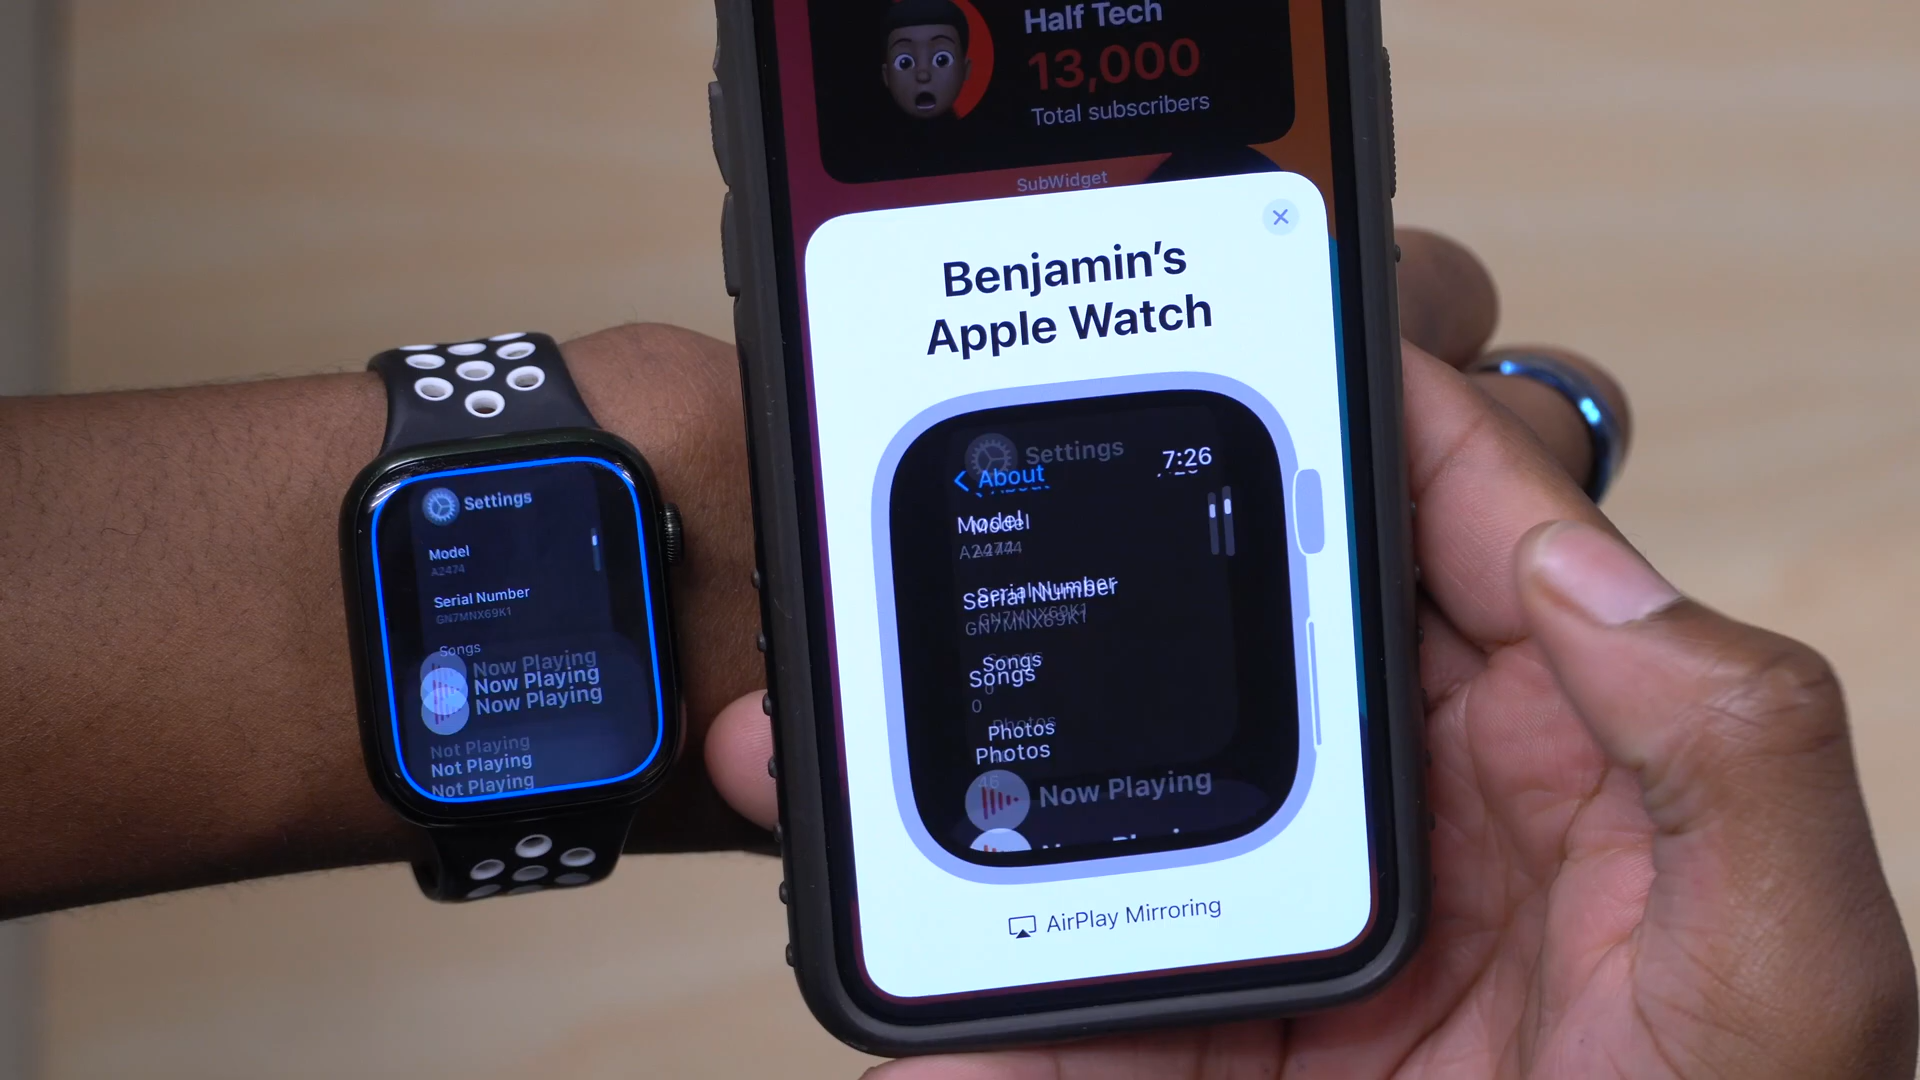 Half Tech
13,000
Total subscribers
SubWidget
Benjamin's
Apple Watch
Settings
About
7:26
Model
A2474
Serial Number
GN7MNX69K1
Songs
0
Photos
46
Now Playing
AirPlay Mirroring
Settings
Model
A2474
Serial Number
GN7MNX69K1
Songs
Now Playing
Now Playing
Now Playing
Not Playing
Not Playing
Not Playing